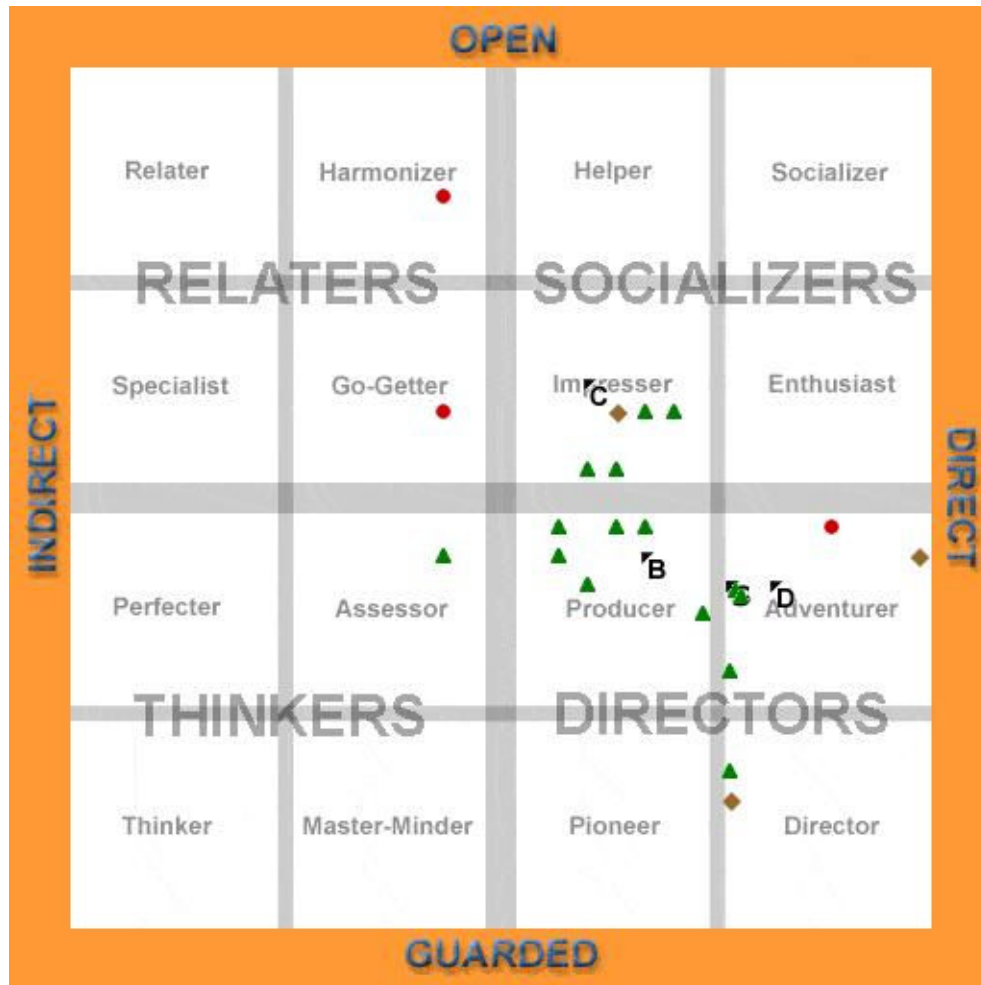 OPEN
Relater Harmonizer Helper Socializer
RELATERS SOCIALIZERS
Specialist Go-Getter Impresser Enthusiast
C
INDIRECT
DIRECT
B
D
Perfecter Assessor Producer Adventurer
THINKERS DIRECTORS
Thinker Master-Minder Pioneer Director
GUARDED